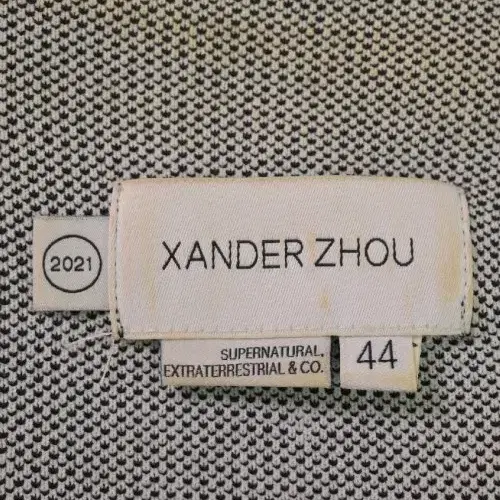 2021
XANDER ZHOU
SUPERNATURAL,
EXTRATERRESTRIAL & CO.
44